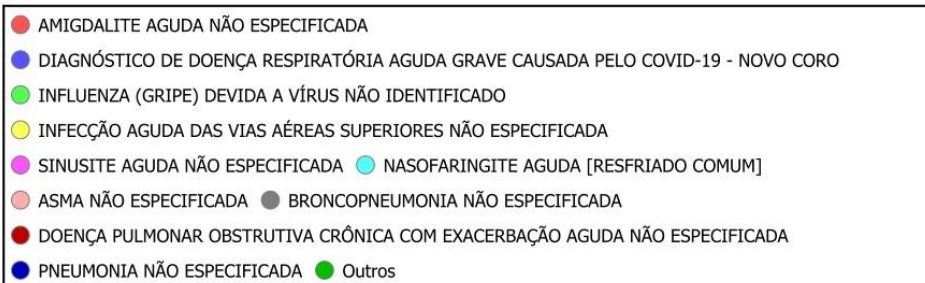 AMIGDALITE AGUDA NÃO ESPECIFICADA
DIAGNÓSTICO DE DOENÇA RESPIRATÓRIA AGUDA GRAVE CAUSADA PELO COVID-19 - NOVO CORO
INFLUENZA (GRIPE) DEVIDA A VÍRUS NÃO IDENTIFICADO
INFECÇÃO AGUDA DAS VIAS AÉREAS SUPERIORES NÃO ESPECIFICADA
SINUSITE AGUDA NÃO ESPECIFICADA NASOFARINGITE AGUDA [RESFRIADO COMUM]
ASMA NÃO ESPECIFICADA BRONCOPNEUMONIA NÃO ESPECIFICADA
DOENÇA PULMONAR OBSTRUTIVA CRÔNICA COM EXACERBAÇÃO AGUDA NÃO ESPECIFICADA
PNEUMONIA NÃO ESPECIFICADA Outros